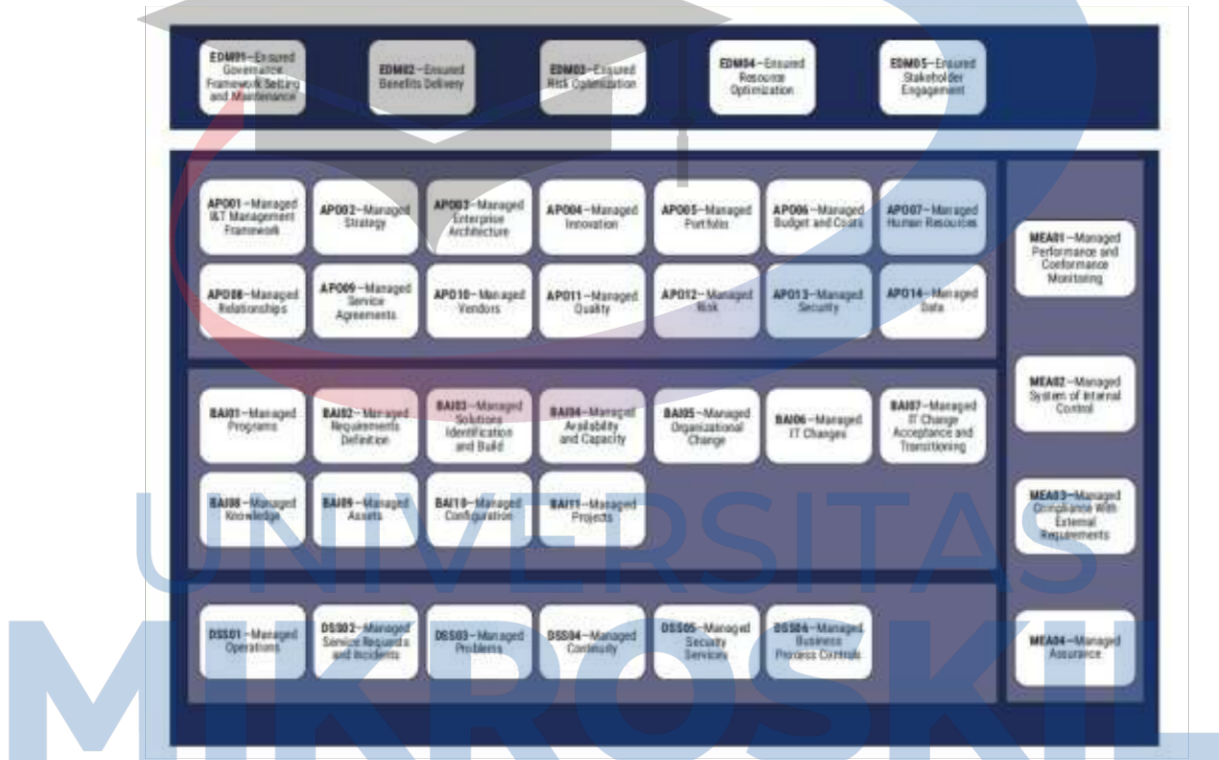 EDM01–Ensured
Governance
Framework Setting
and Maintenance
EDM02–Ensured
Benefits Delivery
EDM03–Ensured
Risk Optimization
EDM04–Ensured
Resource
Optimization
EDM05–Ensured
Stakeholder
Engagement
APO01–Managed
I&T Management
Framework
APO02–Managed
Strategy
APO03–Managed
Enterprise
Architecture
APO04–Managed
Innovation
APO05–Managed
Portfolio
APO06–Managed
Budget and Costs
APO07–Managed
Human Resources
APO08–Managed
Relationships
APO09–Managed
Service
Agreements
APO10–Managed
Vendors
APO11–Managed
Quality
APO12–Managed
Risk
APO13–Managed
Security
APO14–Managed
Data
MEA01–Managed
Performance and
Conformance
Monitoring
BAI01–Managed
Programs
BAI02–Managed
Requirements
Definition
BAI03–Managed
Solutions
Identification
and Build
BAI04–Managed
Availability
and Capacity
BAI05–Managed
Organizational
Change
BAI06–Managed
IT Changes
BAI07–Managed
IT Change
Acceptance and
Transitioning
MEA02–Managed
System of Internal
Control
BAI08–Managed
Knowledge
BAI09–Managed
Assets
BAI10–Managed
Configuration
BAI11–Managed
Projects
MEA03–Managed
Compliance With
External
Requirements
DSS01–Managed
Operations
DSS02–Managed
Service Requests
and Incidents
DSS03–Managed
Problems
DSS04–Managed
Continuity
DSS05–Managed
Security
Services
DSS06–Managed
Business
Process Controls
MEA04–Managed
Assurance
UNIVERSITAS
MIKROSKIL